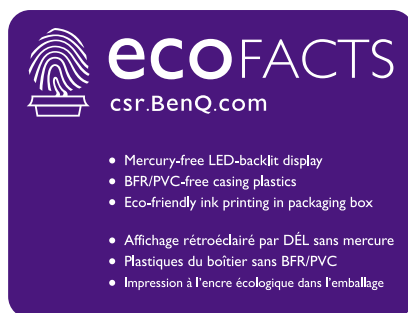 ecoFACTS
csr.BenQ.com
• Mercury-free LED-backlit display
• BFR/PVC-free casing plastics
• Eco-friendly ink printing in packaging box
• Affichage rétroéclairé par DÉL sans mercure
• Plastiques du boîtier sans BFR/PVC
• Impression à l'encre écologique dans l'emballage